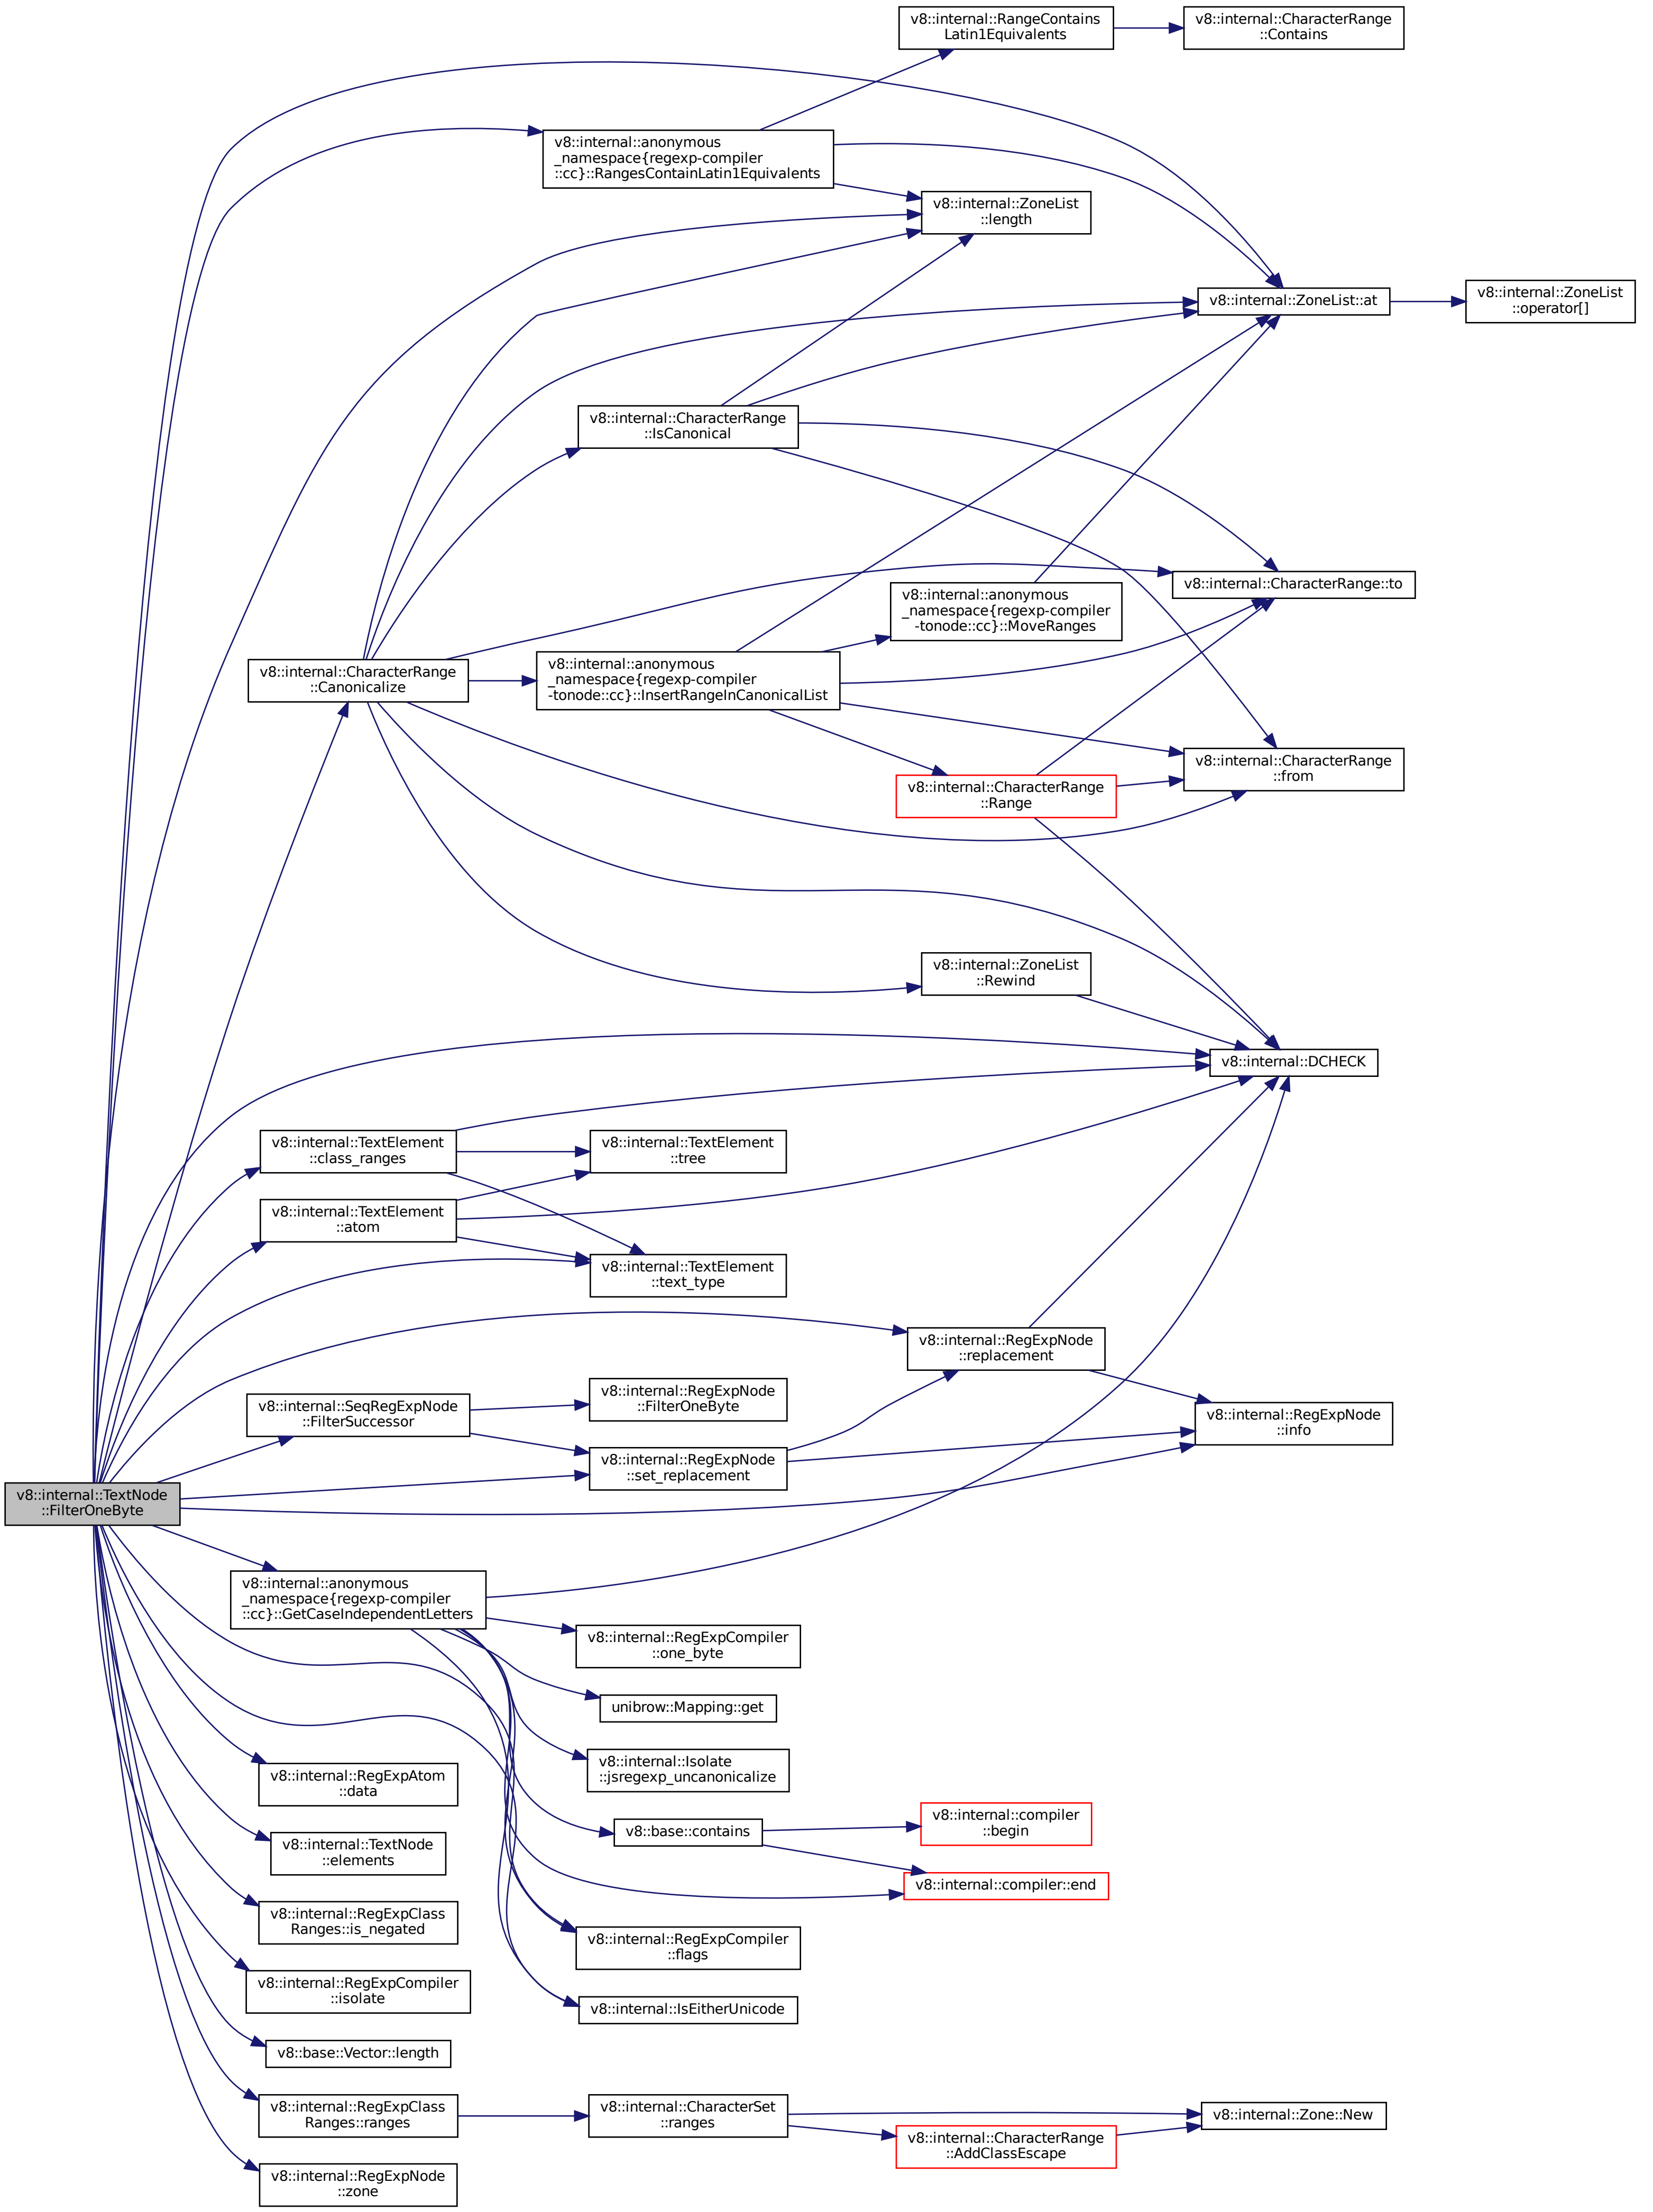 v8::internal::RangeContains
Latin1Equivalents
v8::internal::CharacterRange
::Contains
v8::internal::anonymous
_namespace{regexp-compiler
::cc}::RangesContainLatin1Equivalents
v8::internal::ZoneList
::length
v8::internal::ZoneList::at
v8::internal::ZoneList
::operator[]
v8::internal::CharacterRange
::IsCanonical
v8::internal::CharacterRange::to
v8::internal::anonymous
_namespace{regexp-compiler
-tonode::cc}::MoveRanges
v8::internal::CharacterRange
::Canonicalize
v8::internal::anonymous
_namespace{regexp-compiler
-tonode::cc}::InsertRangeInCanonicalList
v8::internal::CharacterRange
::from
v8::internal::CharacterRange
::Range
v8::internal::ZoneList
::Rewind
v8::internal::DCHECK
v8::internal::TextElement
::class_ranges
v8::internal::TextElement
::tree
v8::internal::TextElement
::atom
v8::internal::TextElement
::text_type
v8::internal::RegExpNode
::replacement
v8::internal::SeqRegExpNode
::FilterSuccessor
v8::internal::RegExpNode
::FilterOneByte
v8::internal::RegExpNode
::info
v8::internal::RegExpNode
::set_replacement
v8::internal::TextNode
::FilterOneByte
v8::internal::anonymous
_namespace{regexp-compiler
::cc}::GetCaseIndependentLetters
v8::internal::RegExpCompiler
::one_byte
unibrow::Mapping::get
v8::internal::RegExpAtom
::data
v8::internal::Isolate
::jsregexp_uncanonicalize
v8::internal::TextNode
::elements
v8::base::contains
v8::internal::compiler
::begin
v8::internal::compiler::end
v8::internal::RegExpClass
Ranges::is_negated
v8::internal::RegExpCompiler
::flags
v8::internal::RegExpCompiler
::isolate
v8::internal::IsEitherUnicode
v8::base::Vector::length
v8::internal::RegExpClass
Ranges::ranges
v8::internal::CharacterSet
::ranges
v8::internal::Zone::New
v8::internal::CharacterRange
::AddClassEscape
v8::internal::RegExpNode
::zone